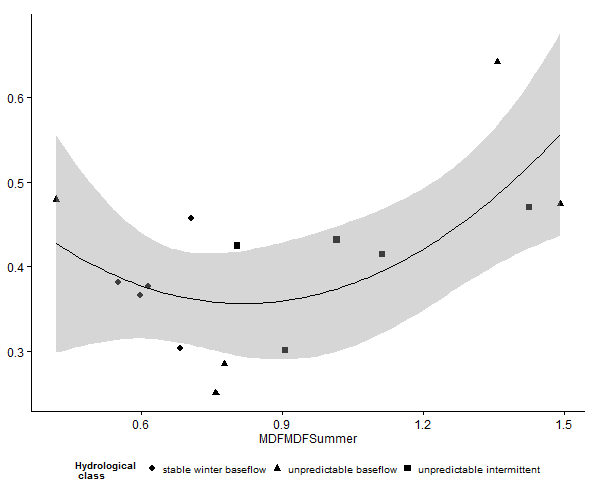 0.6
0.5
0.4
0.3
0.6 0.9 1.2 1.5
MDFMDFSummer
Hydrological
class
stable winter baseflow unpredictable baseflow unpredictable intermittent